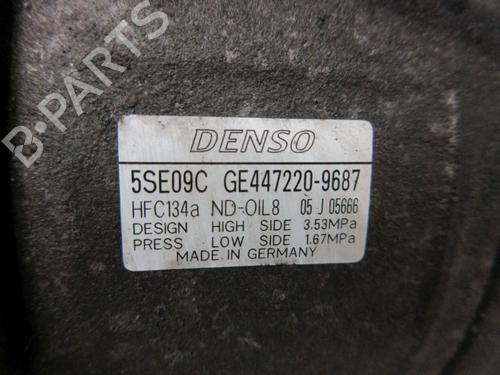 B-PARTS
DENSO
5SE09C GE447220-9687
HFC134a ND-OIL8 05 J 05666
DESIGN HIGH SIDE 3.53MPa
PRESS LOW SIDE 1.67MPa
MADE IN GERMANY